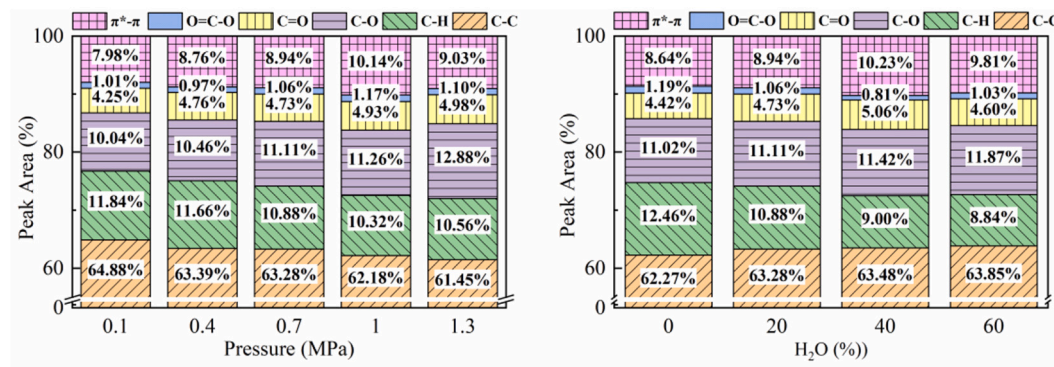 π*-π O=C-O C=O C-O C-H C-C
100
80
60
0
Peak Area (%)
7.98% 8.76% 8.94% 10.14% 9.03%
1.01% 0.97% 1.06% 1.17% 1.10%
4.25% 4.76% 4.73% 4.93% 4.98%
10.04% 10.46% 11.11% 11.26% 12.88%
11.84% 11.66% 10.88% 10.32% 10.56%
64.88% 63.39% 63.28% 62.18% 61.45%
0.1 0.4 0.7 1 1.3
Pressure (MPa)
π*-π O=C-O C=O C-O C-H C-C
100
80
60
0
Peak Area (%)
8.64% 8.94% 10.23% 9.81%
1.19% 1.06% 0.81% 1.03%
4.42% 4.73% 5.06% 4.60%
11.02% 11.11% 11.42% 11.87%
12.46% 10.88% 9.00% 8.84%
62.27% 63.28% 63.48% 63.85%
0 20 40 60
H₂O (%))